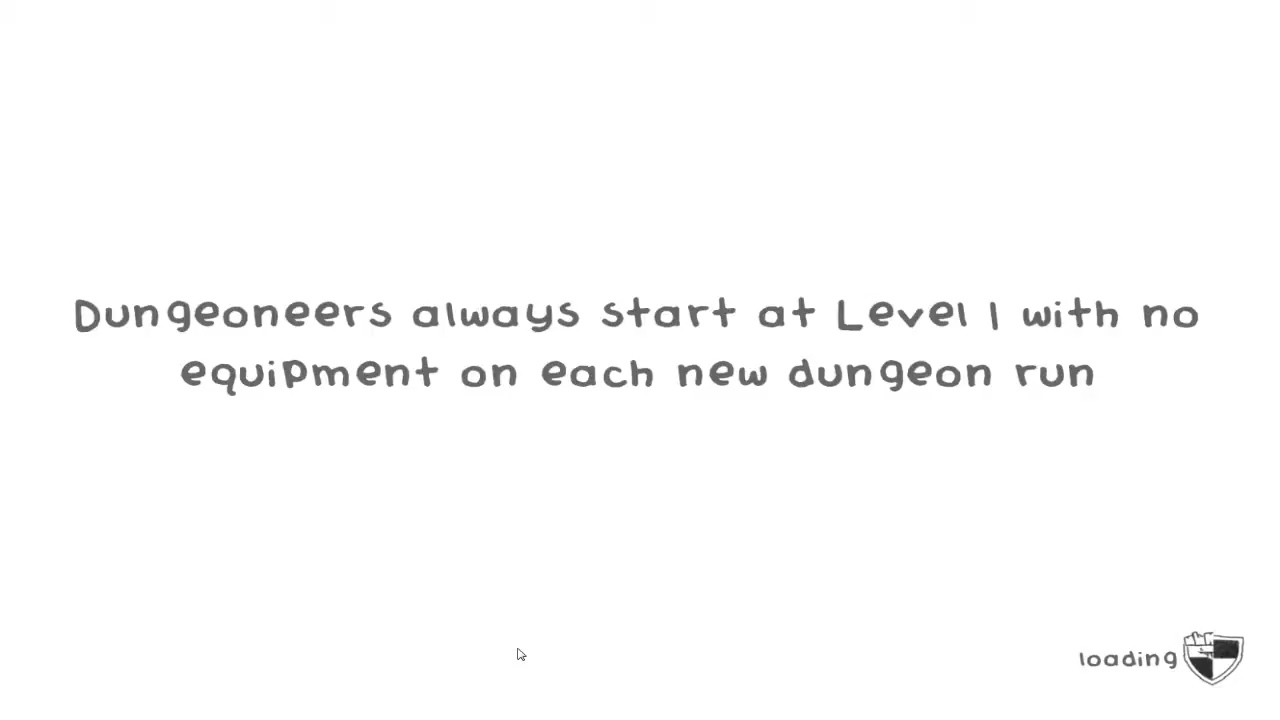 Dungeoneers always start at Level 1 with no
equipment on each new dungeon run
loading